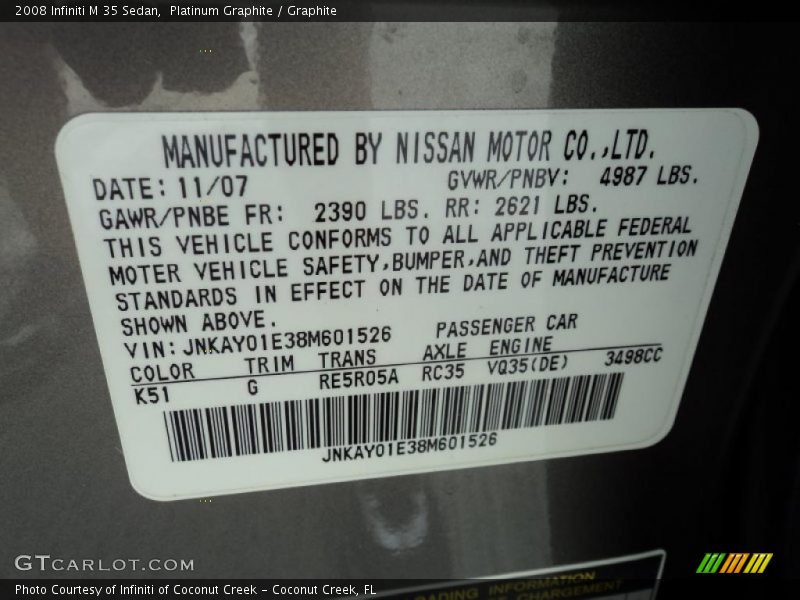 2008 Infiniti M 35 Sedan,  Platinum Graphite / Graphite
MANUFACTURED BY NISSAN MOTOR CO.,LTD.
DATE: 11/07 GVWR/PNBV: 4987 LBS.
GAWR/PNBE FR: 2390 LBS. RR: 2621 LBS.
THIS VEHICLE CONFORMS TO ALL APPLICABLE FEDERAL
MOTER VEHICLE SAFETY,BUMPER,AND THEFT PREVENTION
STANDARDS IN EFFECT ON THE DATE OF MANUFACTURE
SHOWN ABOVE.
VIN: JNKAY01E38M601526 PASSENGER CAR
COLOR TRIM TRANS AXLE ENGINE
K51 G RE5R05A RC35 VQ35(DE) 3498CC
JNKAY01E38M601526
GTCARLOT.COM
LOADING INFORMATION
CHARGEMENT
Photo Courtesy of Infiniti of Coconut Creek – Coconut Creek, FL